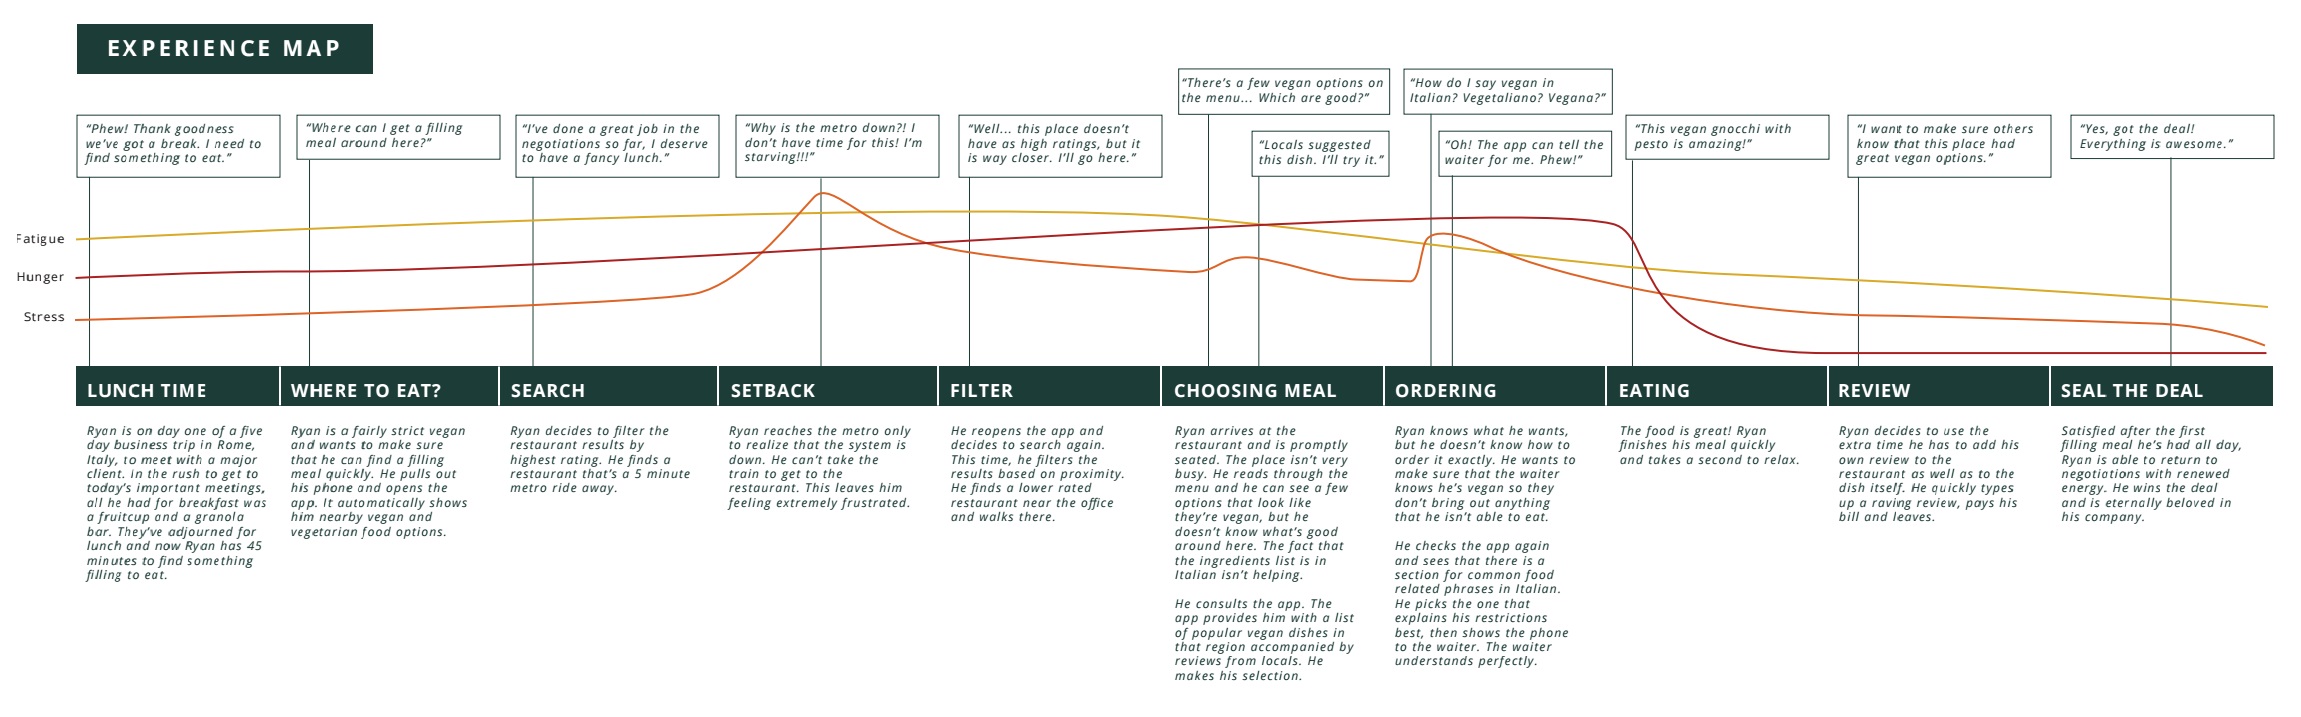 EXPERIENCE MAP
“Phew! Thank goodness
we’ve got a break. I need to
find something to eat.”
“Where can I get a filling
meal around here?”
“I’ve done a great job in the
negotiations so far, I deserve
to have a fancy lunch.”
“Why is the metro down?! I
don’t have time for this! I’m
starving!!!”
“Well... this place doesn’t
have as high ratings, but it
is way closer. I’ll go here.”
“There’s a few vegan options on
the menu... Which are good?”
“Locals suggested
this dish. I’ll try it.”
“How do I say vegan in
Italian? Vegetaliano? Vegana?”
“Oh! The app can tell the
waiter for me. Phew!”
“This vegan gnocchi with
pesto is amazing!”
“I want to make sure others
know that this place had
great vegan options.”
“Yes, got the deal!
Everything is awesome.”
Fatigue
Hunger
Stress
LUNCH TIME
Ryan is on day one of a five
day business trip in Rome,
Italy, to meet with a major
client. In the rush to get to
today’s important meetings,
all he had for breakfast was
a fruitcup and a granola
bar. They’ve adjourned for
lunch and now Ryan has 45
minutes to find something
filling to eat.
WHERE TO EAT?
Ryan is a fairly strict vegan
and wants to make sure
that he can find a filling
meal quickly. He pulls out
his phone and opens the
app. It automatically shows
him nearby vegan and
vegetarian food options.
SEARCH
Ryan decides to filter the
restaurant results by
highest rating. He finds a
restaurant that’s a 5 minute
metro ride away.
SETBACK
Ryan reaches the metro only
to realize that the system is
down. He can’t take the
train to get to the
restaurant. This leaves him
feeling extremely frustrated.
FILTER
He reopens the app and
decides to search again.
This time, he filters the
results based on proximity.
He finds a lower rated
restaurant near the office
and walks there.
CHOOSING MEAL
Ryan arrives at the
restaurant and is promptly
seated. The place isn’t very
busy. He reads through the
menu and he can see a few
options that look like
they’re vegan, but he
doesn’t know what’s good
around here. The fact that
the ingredients list is in
Italian isn’t helping.
He consults the app. The
app provides him with a list
of popular vegan dishes in
that region accompanied by
reviews from locals. He
makes his selection.
ORDERING
Ryan knows what he wants,
but he doesn’t know how to
order it exactly. He wants to
make sure that the waiter
knows he’s vegan so they
don’t bring out anything
that he isn’t able to eat.
He checks the app again
and sees that there is a
section for common food
related phrases in Italian.
He picks the one that
explains his restrictions
best, then shows the phone
to the waiter. The waiter
understands perfectly.
EATING
The food is great! Ryan
finishes his meal quickly
and takes a second to relax.
REVIEW
Ryan decides to use the
extra time he has to add his
own review to the
restaurant as well as to the
dish itself. He quickly types
up a raving review, pays his
bill and leaves.
SEAL THE DEAL
Satisfied after the first
filling meal he’s had all day,
Ryan is able to return to
negotiations with renewed
energy. He wins the deal
and is eternally beloved in
his company.